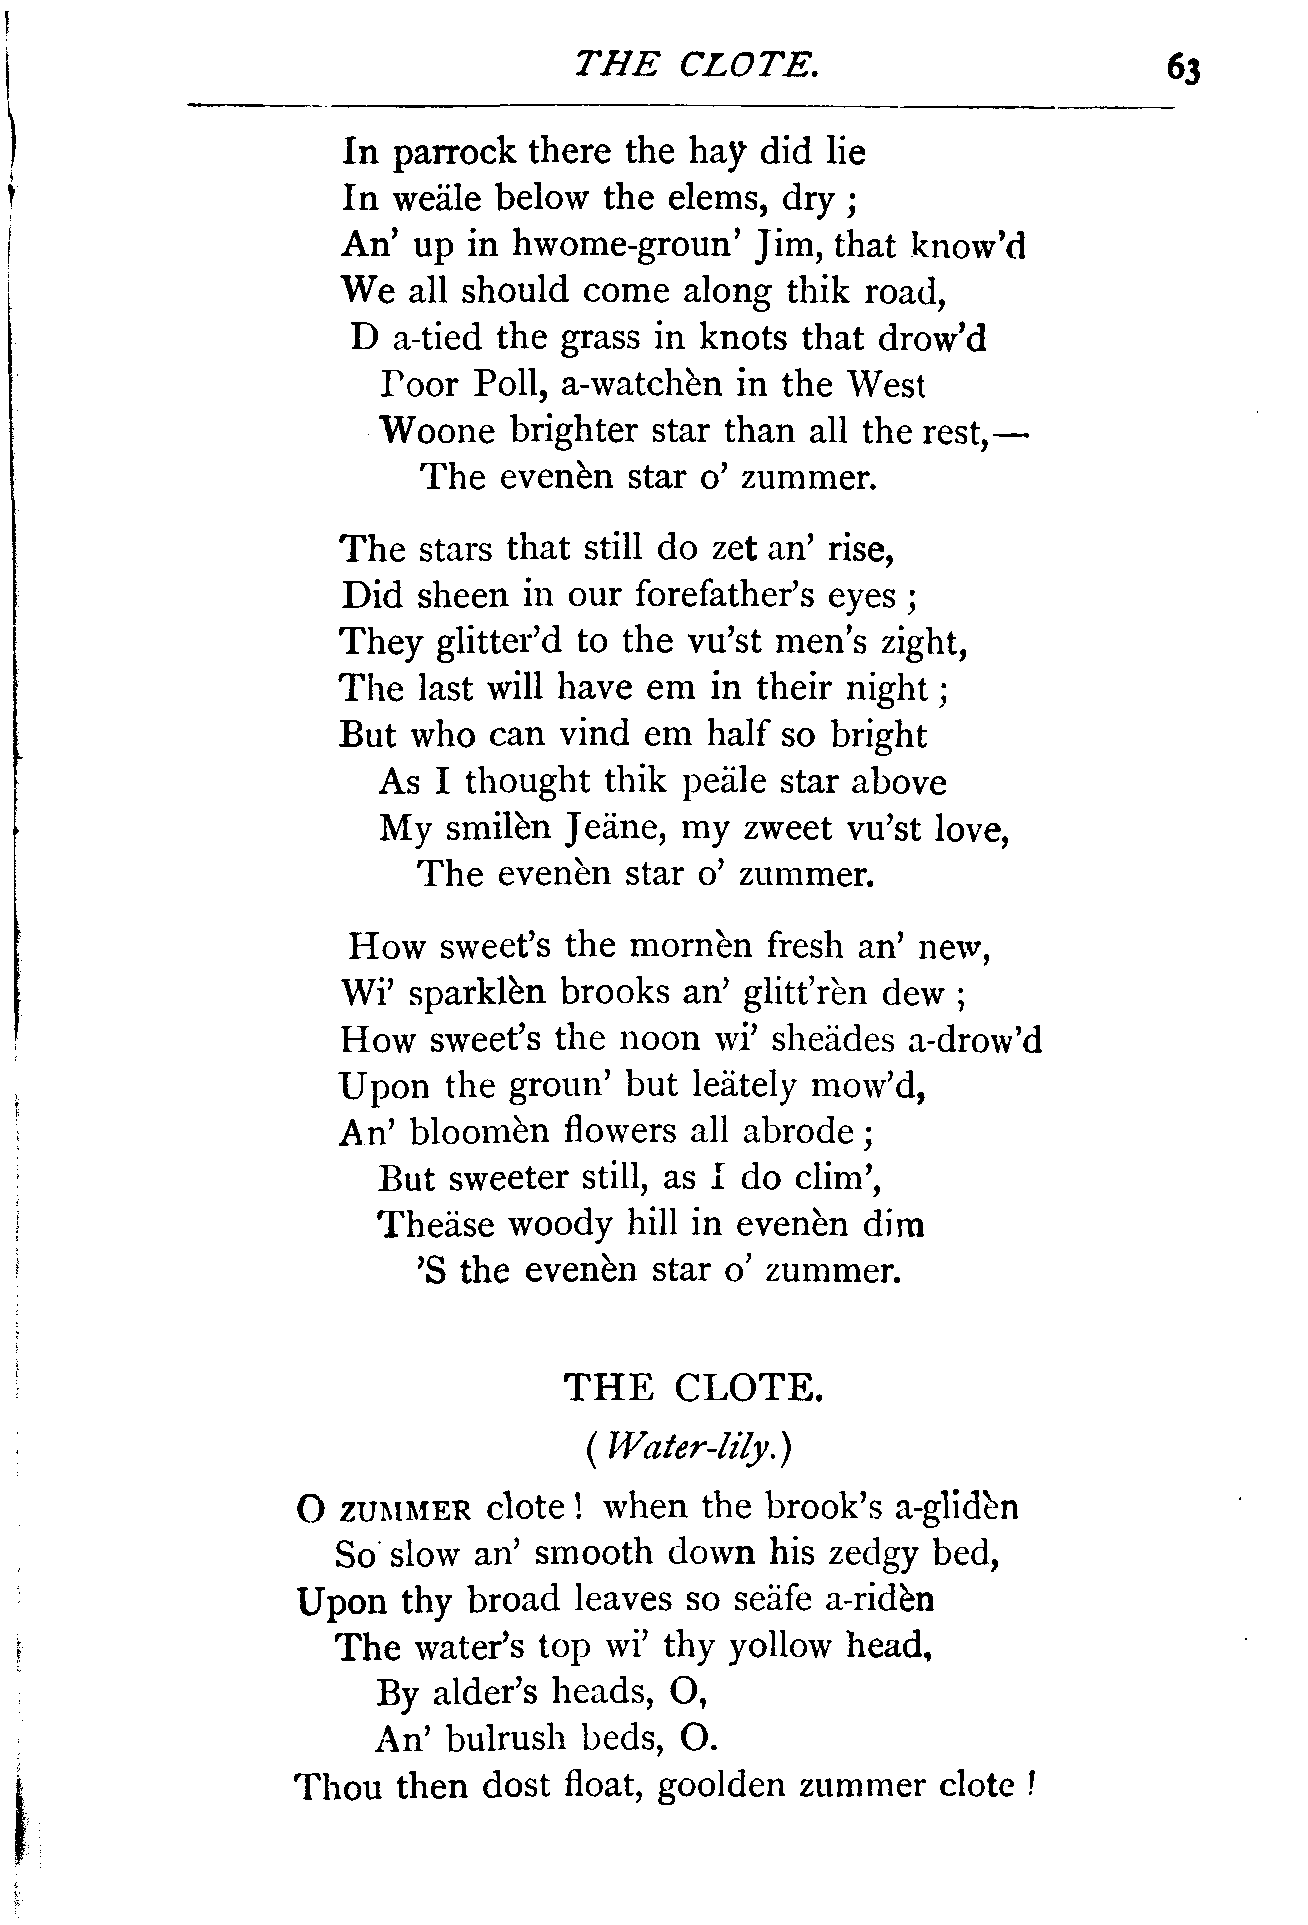 THE CLOTE. 63
In parrock there the hay did lie
In weäle below the elems, dry ;
An' up in hwome-groun' Jim, that know'd
We all should come along thik road,
D a-tied the grass in knots that drow'd
Poor Poll, a-watchèn in the West
Woone brighter star than all the rest,—
The evenèn star o' zummer.
The stars that still do zet an' rise,
Did sheen in our forefather's eyes ;
They glitter'd to the vu'st men's zight,
The last will have em in their night ;
But who can vind em half so bright
As I thought thik peäle star above
My smilèn Jeäne, my zweet vu'st love,
The evenèn star o' zummer.
How sweet's the mornèn fresh an' new,
Wi' sparklèn brooks an' glitt'rèn dew ;
How sweet's the noon wi' sheädes a-drow'd
Upon the groun' but leätely mow'd,
An' bloomèn flowers all abrode ;
But sweeter still, as I do clim',
Theäse woody hill in evenèn dim
'S the evenèn star o' zummer.
THE CLOTE.
( Water-lily.)
O ZUMMER clote ! when the brook's a-glidèn
So slow an' smooth down his zedgy bed,
Upon thy broad leaves so seäfe a-ridèn
The water's top wi' thy yollow head,
By alder's heads, O,
An' bulrush beds, O.
Thou then dost float, goolden zummer clote !